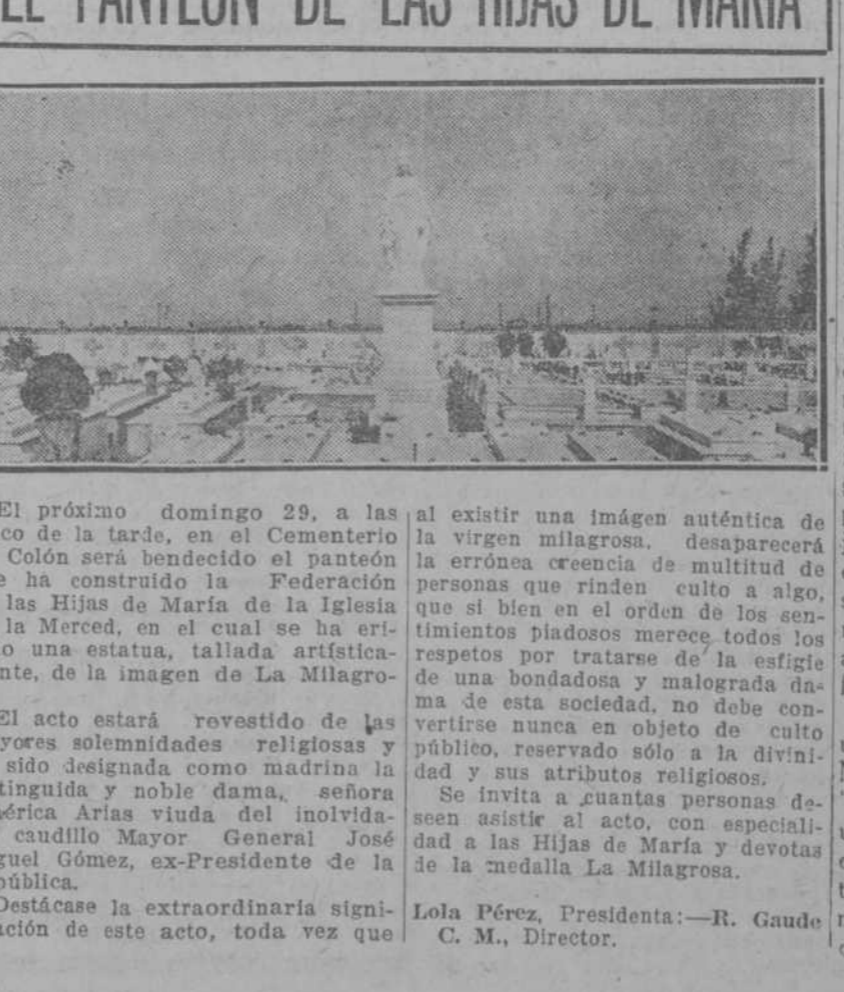 EL PANTEON DE LAS HIJAS DE MARIA
El próximo domingo 29, a las
co de la tarde, en el Cementerio
Colón será bendecido el panteón
e ha construido la Federación
las Hijas de María de la Iglesia
la Merced, en el cual se ha eri-
o una estatua, tallada artística-
nte, de la imagen de La Milagro-
El acto estará revestido de las
yores solemnidades religiosas y
sido designada como madrina la
tinguida y noble dama, señora
érica Arias viuda del inolvida-
caudillo Mayor General José
guel Gómez, ex-Presidente de la
pública.
Destácase la extraordinaria signi-
ación de este acto, toda vez que
al existir una imágen auténtica de
la virgen milagrosa, desaparecerá
la errónea creencia de multitud de
personas que rinden culto a algo,
que si bien en el orden de los sen-
timientos piadosos merece todos los
respetos por tratarse de la esfigie
de una bondadosa y malograda da-
ma de esta sociedad, no debe con-
vertirse nunca en objeto de culto
público, reservado sólo a la divini-
dad y sus atributos religiosos.
Se invita a cuantas personas de-
seen asistir al acto, con especiali-
dad a las Hijas de María y devotas
de la medalla La Milagrosa.
Lola Pérez, Presidenta:—R. Gaude
C. M., Director.